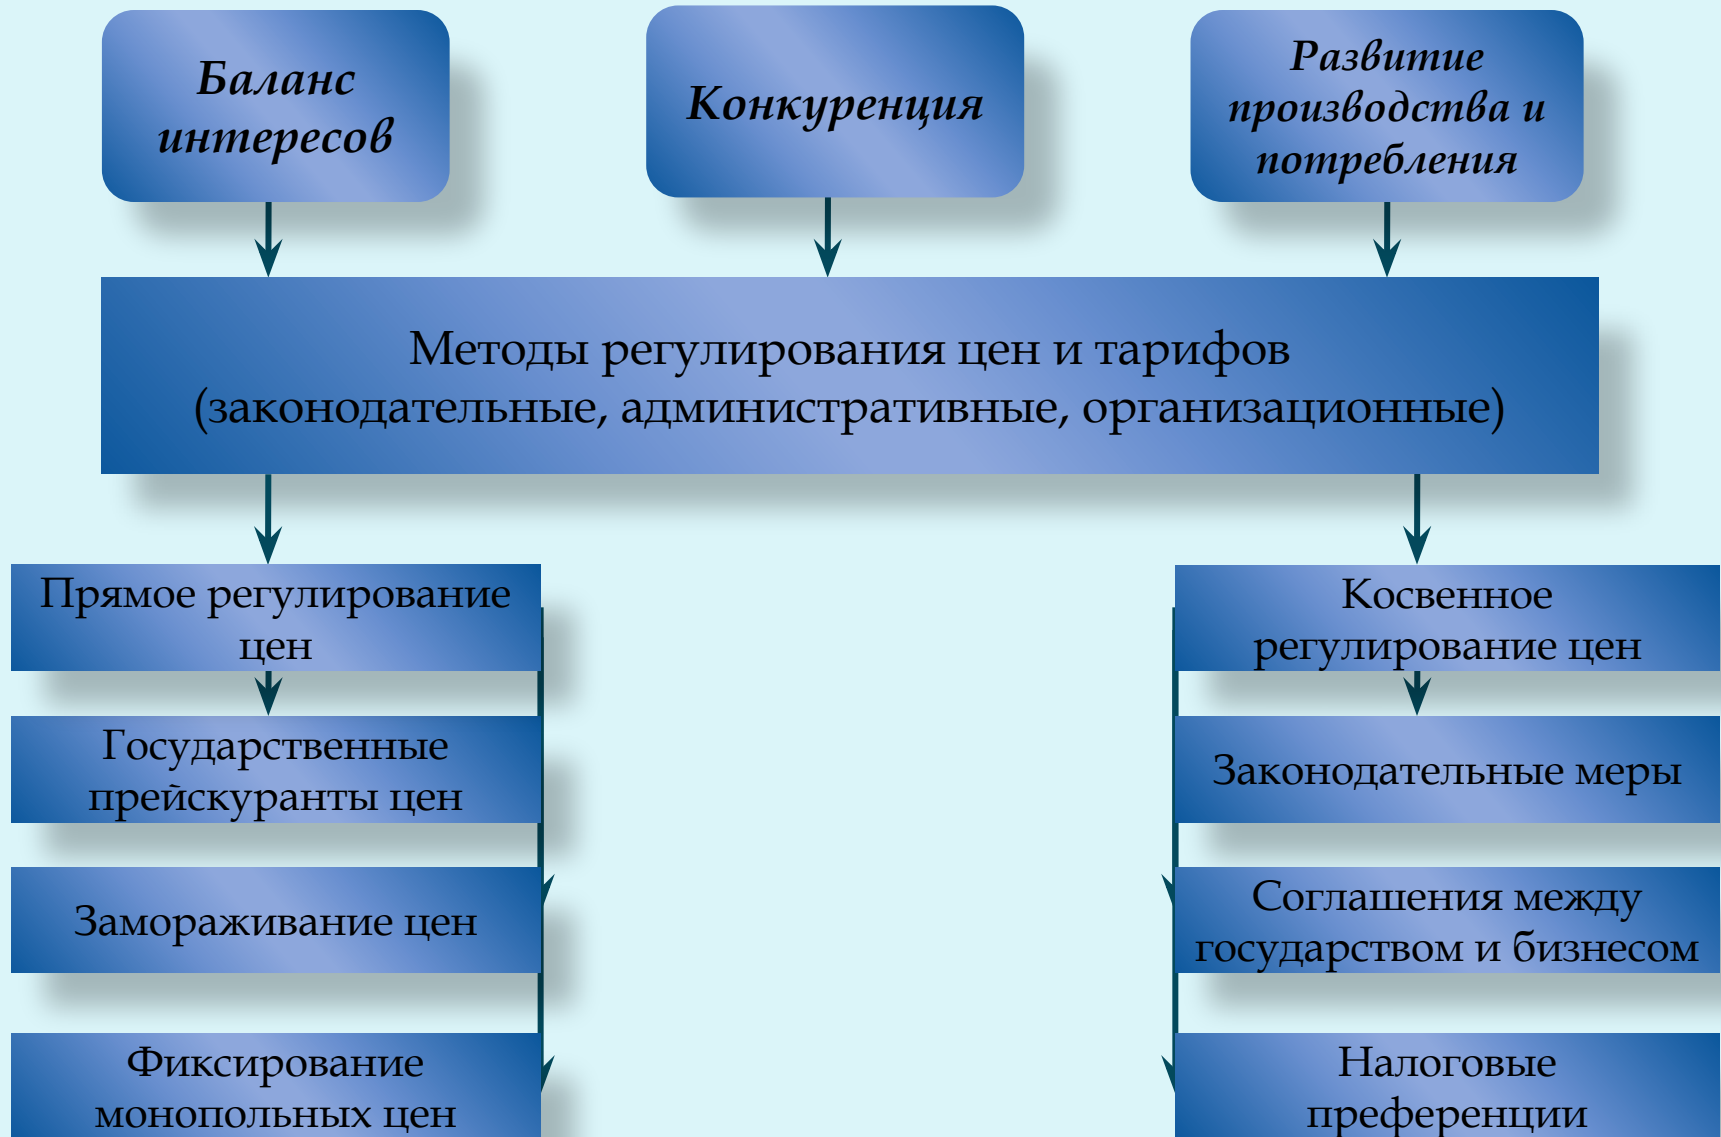 Баланс
интересов
Конкуренция
Развитие
производства и
потребления
Методы регулирования цен и тарифов
(законодательные, административные, организационные)
Прямое регулирование
цен
Государственные
прейскуранты цен
Замораживание цен
Фиксирование
монопольных цен
Косвенное
регулирование цен
Законодательные меры
Соглашения между
государством и бизнесом
Налоговые
преференции